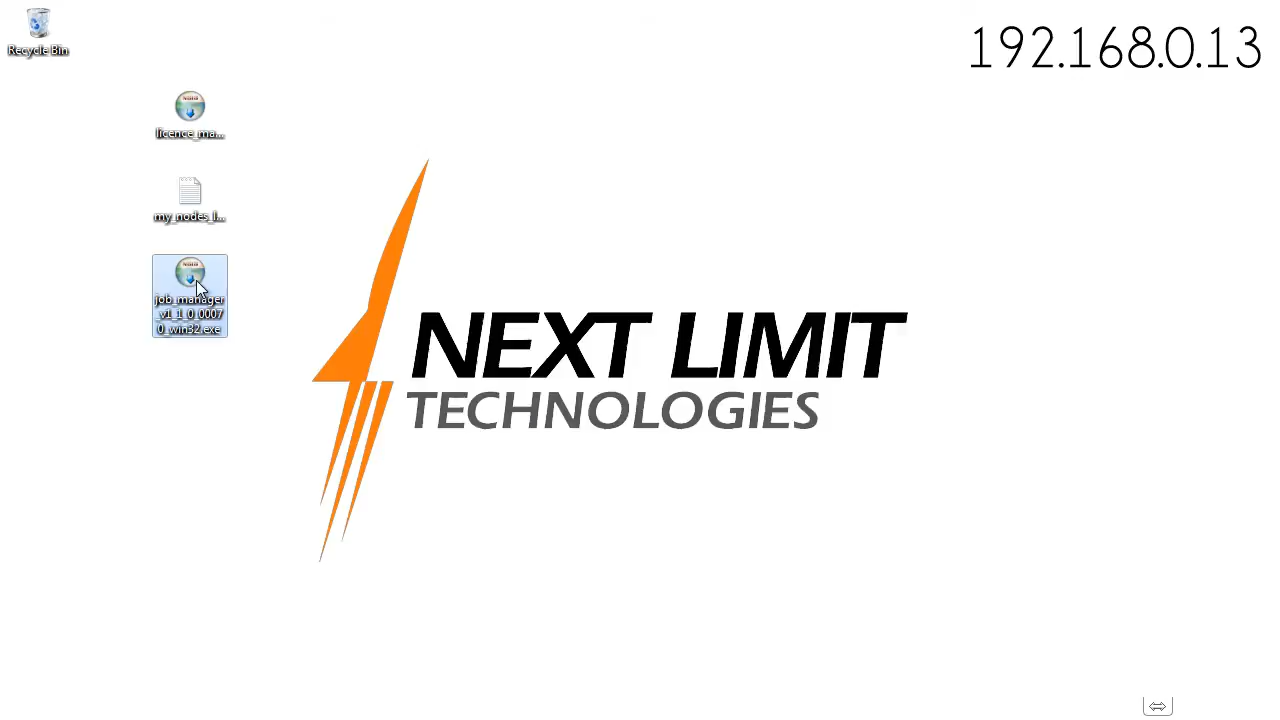 Recycle Bin
192.168.0.13
licence_ma...
my_nodes_l...
job_manager
_v1_1_0_0007
0_win32.exe
NEXT LIMIT
TECHNOLOGIES